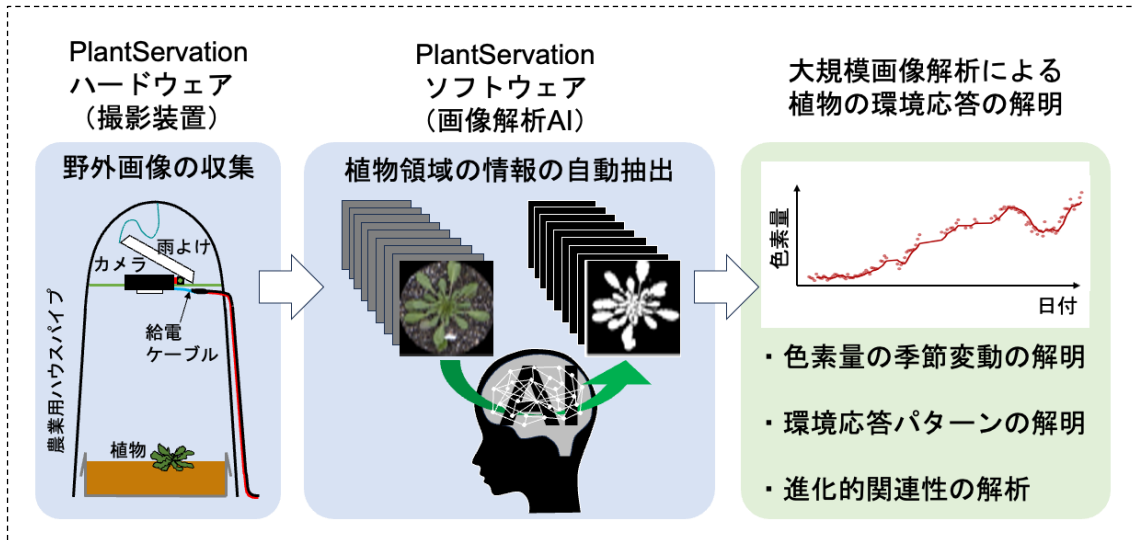 PlantServation
ハードウェア
（撮影装置）
野外画像の収集
雨よけ
カメラ
農業用ハウスパイプ
給電
ケーブル
植物
PlantServation
ソフトウェア
（画像解析AI）
植物領域の情報の自動抽出
AI
大規模画像解析による
植物の環境応答の解明
色素量
日付
・色素量の季節変動の解明
・環境応答パターンの解明
・進化的関連性の解析